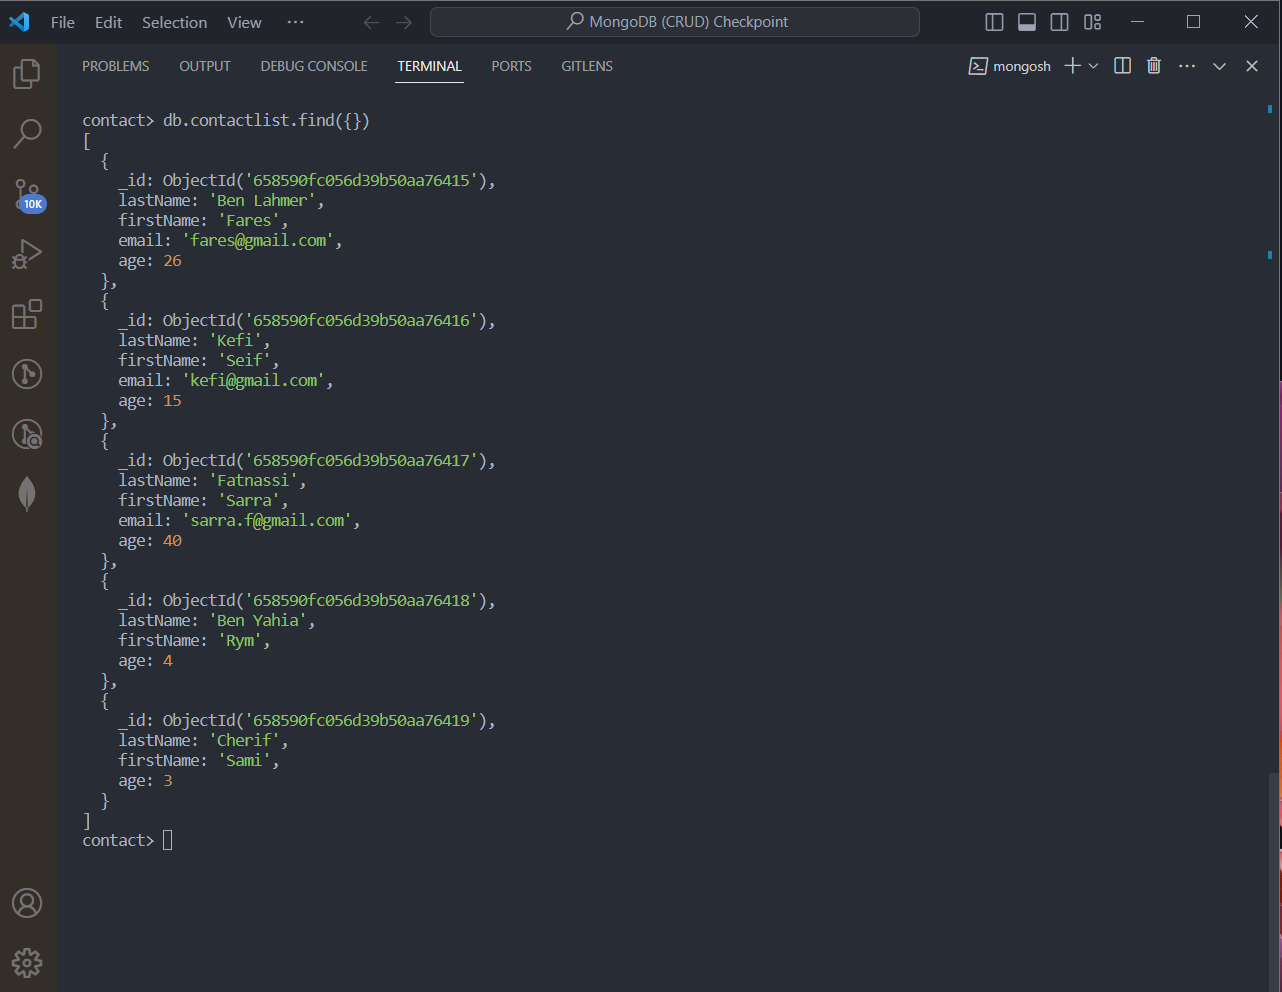 File Edit Selection View ··· MongoDB (CRUD) Checkpoint
PROBLEMS OUTPUT DEBUG CONSOLE TERMINAL PORTS GITLENS mongosh
10K
contact> db.contactlist.find({})
[
  {
    _id: ObjectId('658590fc056d39b50aa76415'),
    lastName: 'Ben Lahmer',
    firstName: 'Fares',
    email: 'fares@gmail.com',
    age: 26
  },
  {
    _id: ObjectId('658590fc056d39b50aa76416'),
    lastName: 'Kefi',
    firstName: 'Seif',
    email: 'kefi@gmail.com',
    age: 15
  },
  {
    _id: ObjectId('658590fc056d39b50aa76417'),
    lastName: 'Fatnassi',
    firstName: 'Sarra',
    email: 'sarra.f@gmail.com',
    age: 40
  },
  {
    _id: ObjectId('658590fc056d39b50aa76418'),
    lastName: 'Ben Yahia',
    firstName: 'Rym',
    age: 4
  },
  {
    _id: ObjectId('658590fc056d39b50aa76419'),
    lastName: 'Cherif',
    firstName: 'Sami',
    age: 3
  }
]
contact>